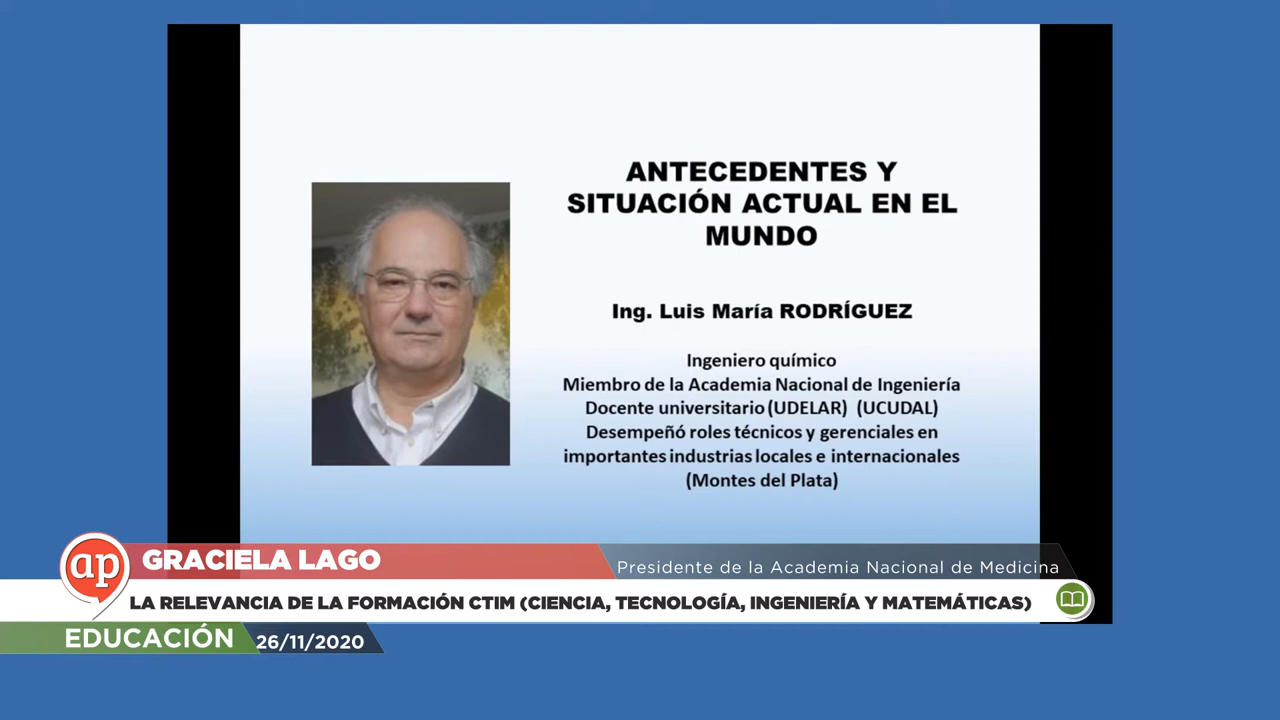 ANTECEDENTES Y
SITUACIÓN ACTUAL EN EL
MUNDO
Ing. Luis María RODRÍGUEZ
Ingeniero químico
Miembro de la Academia Nacional de Ingeniería
Docente universitario (UDELAR) (UCUDAL)
Desempeñó roles técnicos y gerenciales en
importantes industrias locales e internacionales
(Montes del Plata)
ap
GRACIELA LAGO
Presidente de la Academia Nacional de Medicina
LA RELEVANCIA DE LA FORMACIÓN CTIM (CIENCIA, TECNOLOGÍA, INGENIERÍA Y MATEMÁTICAS)
EDUCACIÓN
26/11/2020